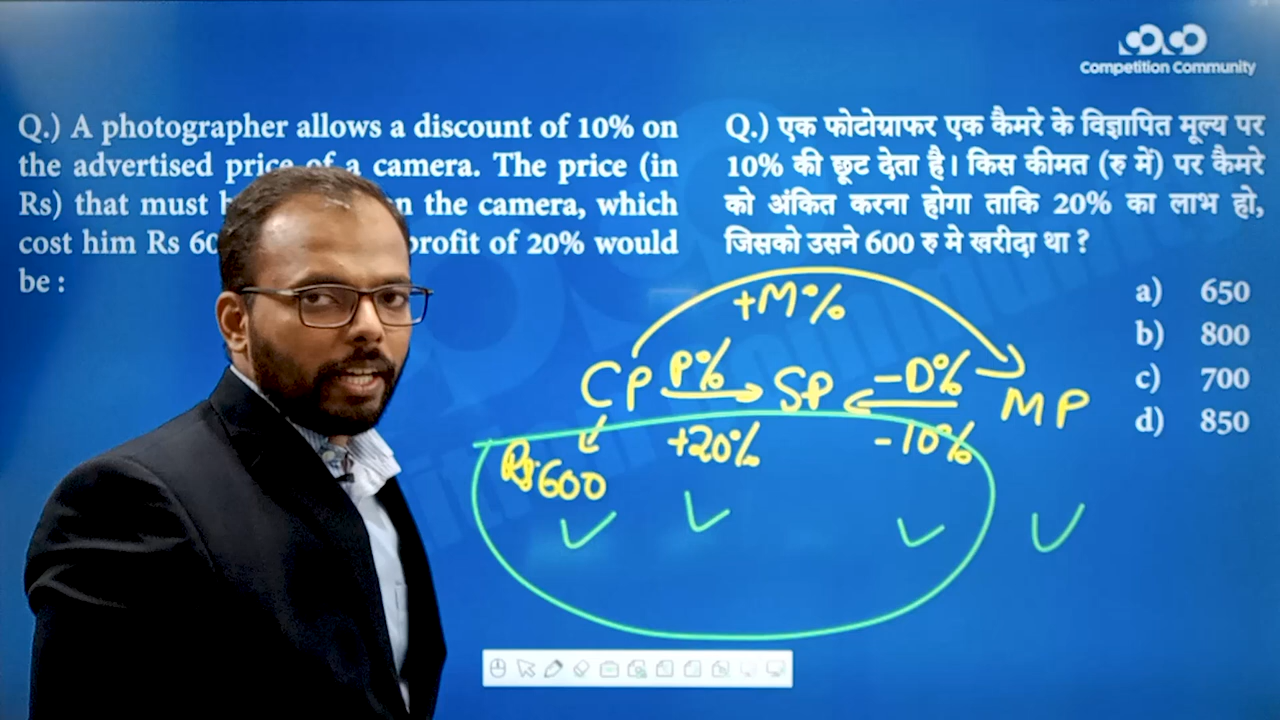 Competition Community
Q.) A photographer allows a discount of 10% on
the advertised price of a camera. The price (in
Rs) that must n the camera, which
cost him Rs 60 profit of 20% would
be :
Q.) एक फोटोग्राफर एक कैमरे के विज्ञापित मूल्य पर
10% की छूट देता है। किस कीमत (रु में) पर कैमरे
को अंकित करना होगा ताकि 20% का लाभ हो,
जिसको उसने 600 रु मे खरीदा था ?
a) 650
b) 800
c) 700
d) 850
+M%
CP P% SP -D% MP
Rs.600 +20% -10%